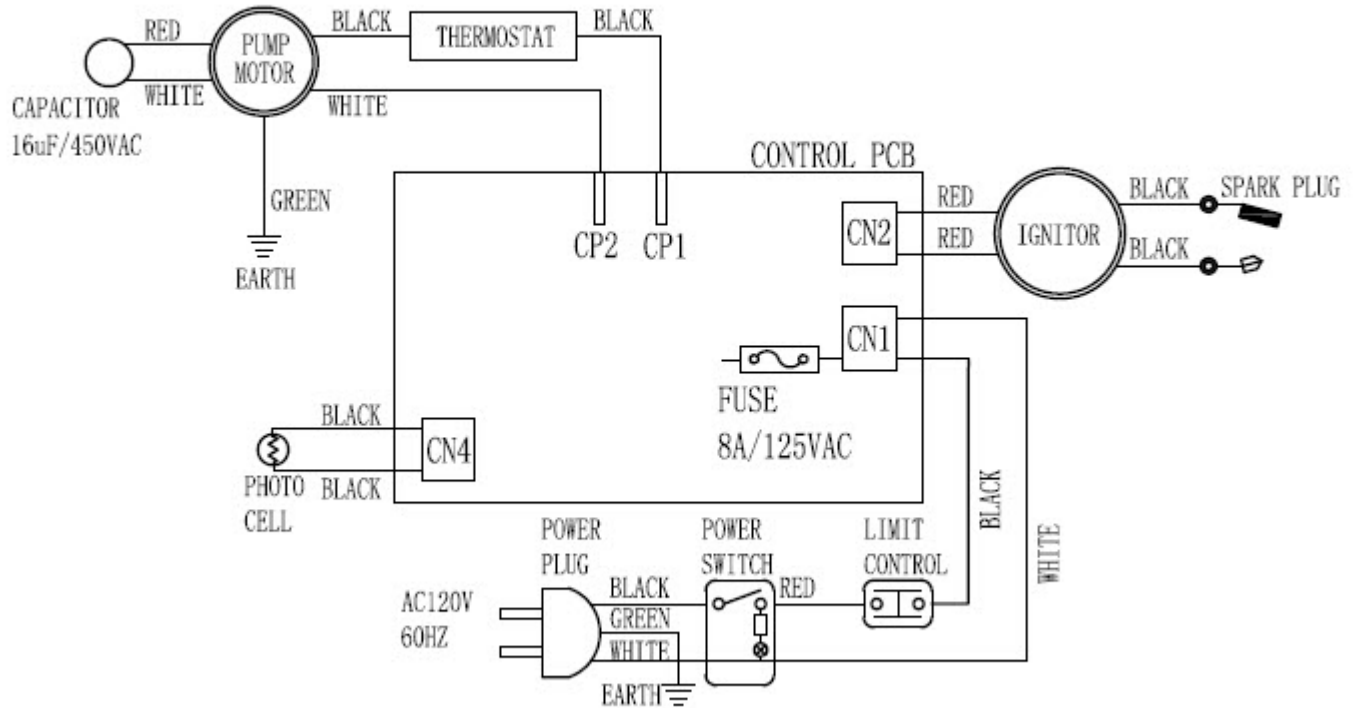 RED
BLACK
BLACK
PUMP
MOTOR
THERMOSTAT
WHITE
WHITE
CAPACITOR
16uF/450VAC
GREEN
EARTH
CONTROL PCB
CP2
CP1
CN2
RED
RED
IGNITOR
BLACK
SPARK PLUG
BLACK
CN1
FUSE
8A/125VAC
BLACK
CN4
PHOTO
CELL
BLACK
BLACK
WHITE
POWER
PLUG
POWER
SWITCH
LIMIT
CONTROL
AC120V
60HZ
BLACK
GREEN
WHITE
RED
EARTH